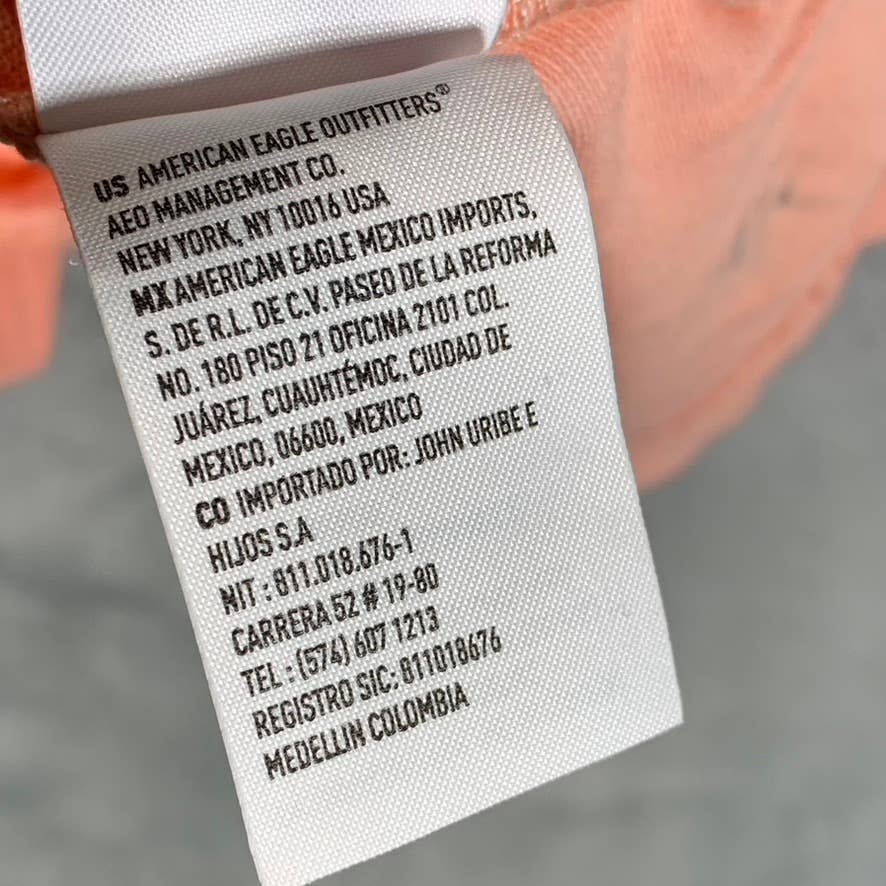 US AMERICAN EAGLE OUTFITTERS®
AEO MANAGEMENT CO.
NEW YORK, NY 10016 USA
MX AMERICAN EAGLE MEXICO IMPORTS,
S. DE R.L. DE C.V. PASEO DE LA REFORMA
NO. 180 PISO 21 OFICINA 2101 COL.
JUÁREZ, CUAUHTÉMOC, CIUDAD DE
MEXICO, 06600, MEXICO
CO IMPORTADO POR: JOHN URIBE E
HIJOS S.A
NIT : 811.018.676-1
CARRERA 52 # 19-80
TEL : (574) 607 1213
REGISTRO SIC: 811018676
MEDELLIN COLOMBIA